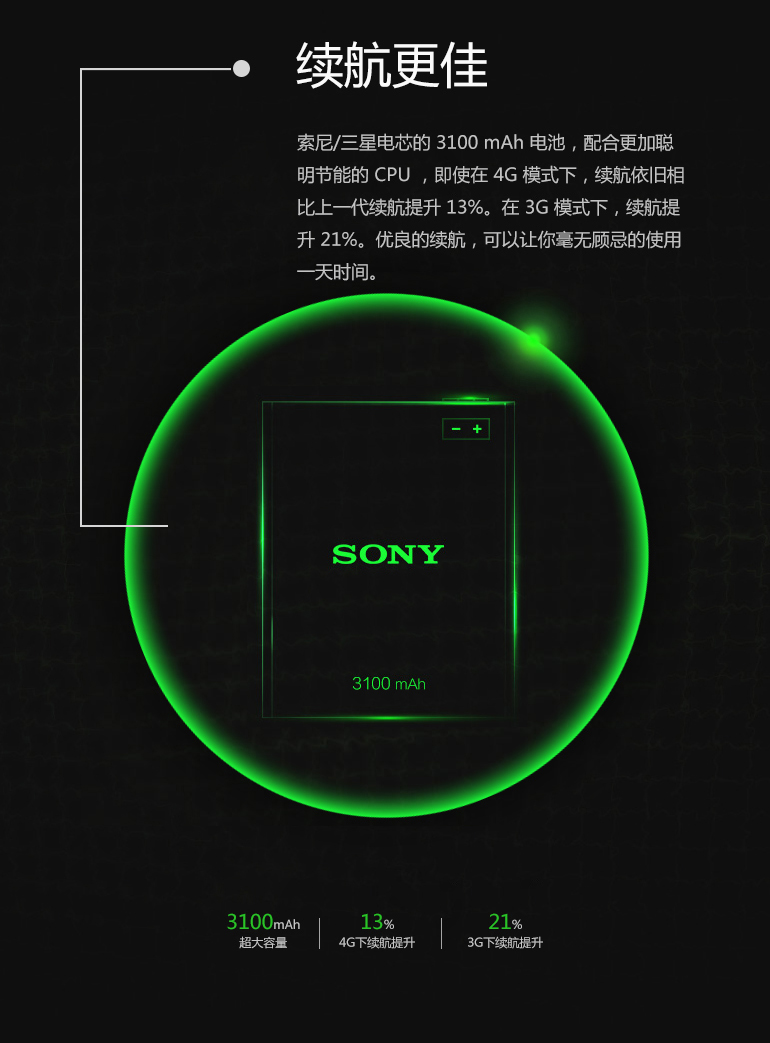 续航更佳
索尼/三星电芯的 3100 mAh 电池，配合更加聪
明节能的 CPU ，即使在 4G 模式下，续航依旧相
比上一代续航提升 13%。在 3G 模式下，续航提
升 21%。优良的续航，可以让你毫无顾忌的使用
一天时间。
− +
SONY
3100 mAh
3100mAh 13% 21%
超大容量 4G下续航提升 3G下续航提升